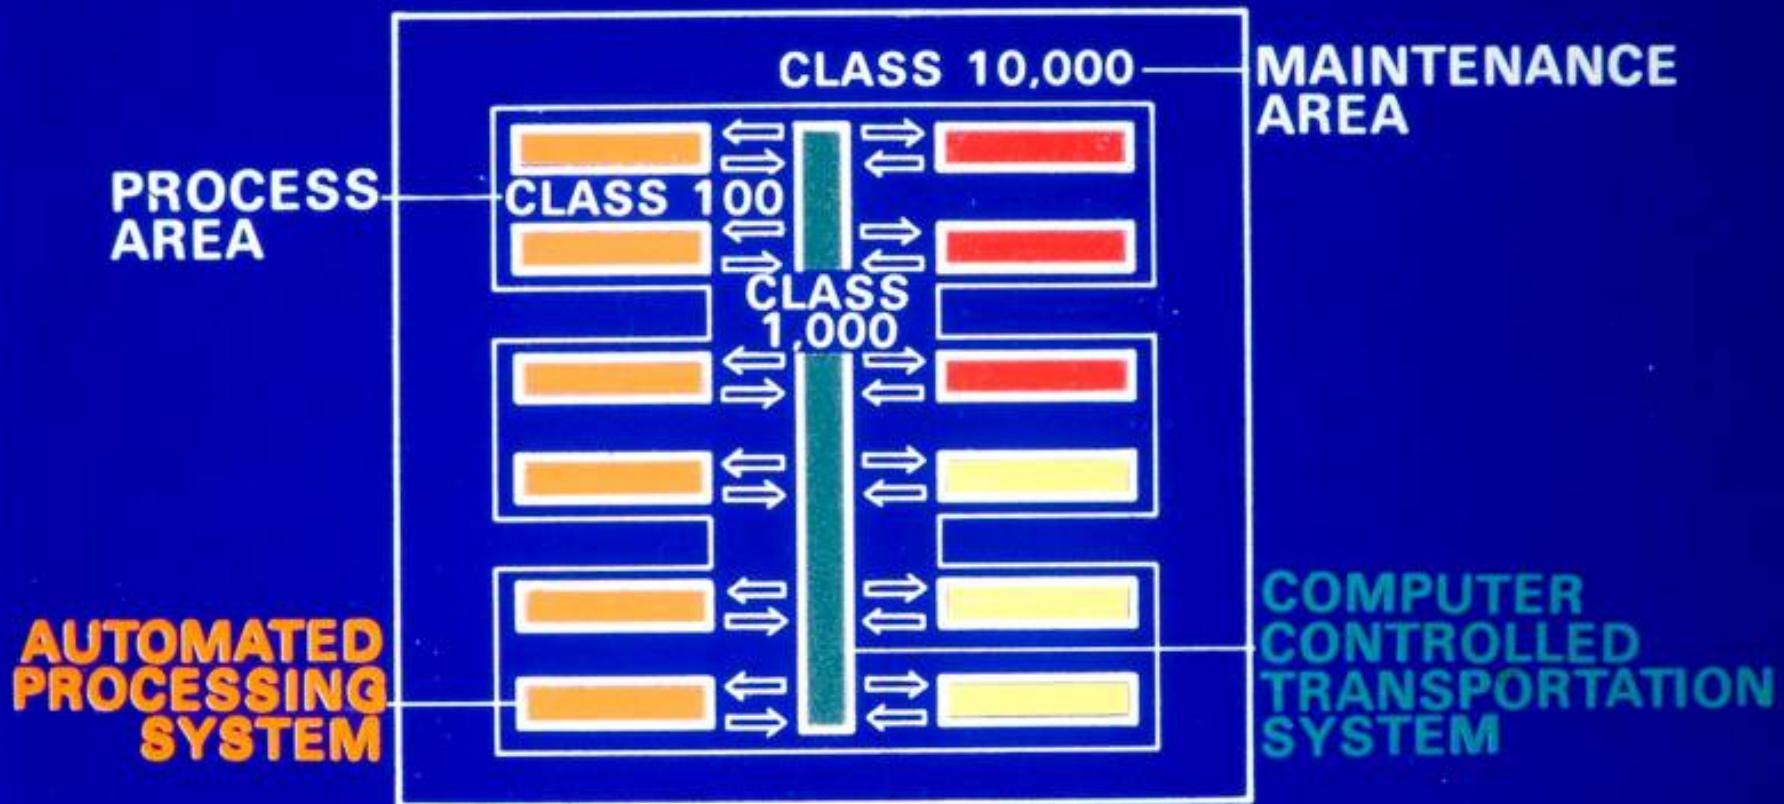 CLASS 10,000
MAINTENANCE
AREA
PROCESS
AREA
CLASS 100
CLASS
1,000
AUTOMATED
PROCESSING
SYSTEM
COMPUTER
CONTROLLED
TRANSPORTATION
SYSTEM